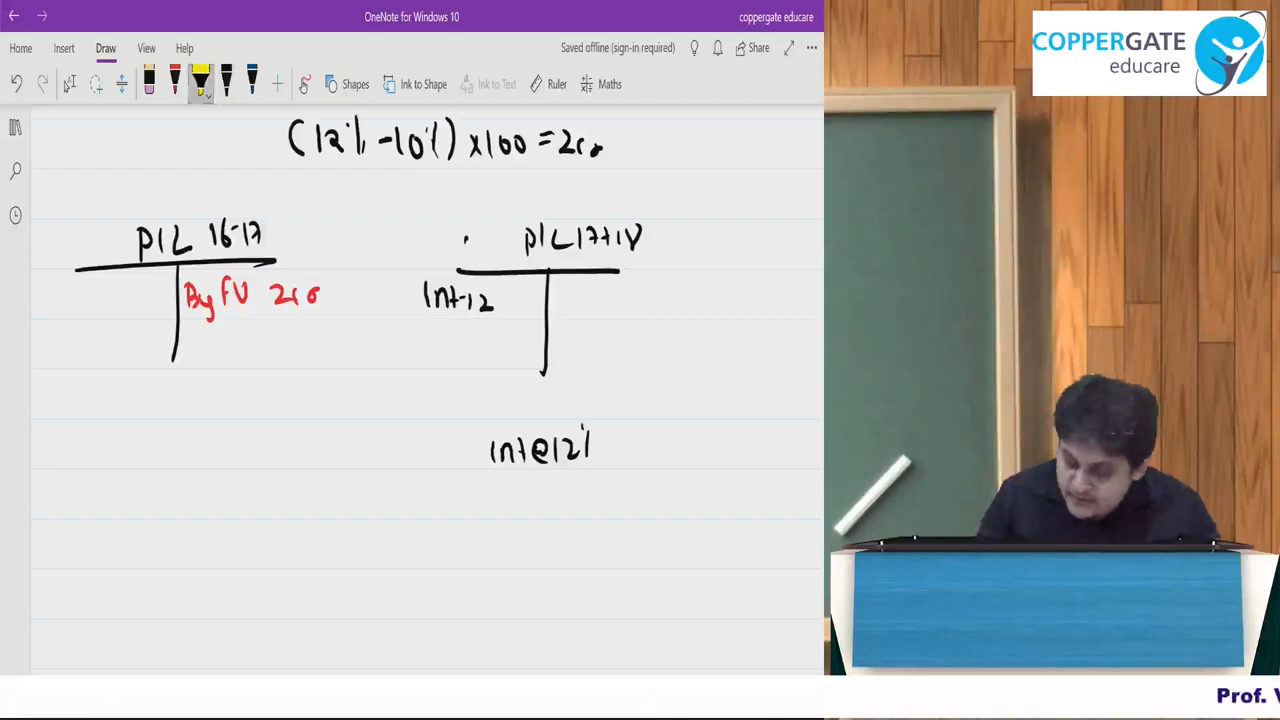 OneNote for Windows 10
coppergate educare
Home Insert Draw View Help
Saved offline (sign-in required) Share
Shapes Ink to Shape Ink to Text Ruler Maths
COPPERGATE
educare
(12% - 10%) x100 = 2cr
P/L 16-17
P/L 17-18
By FV 2cr
Int-12
Int@12%
Prof. V